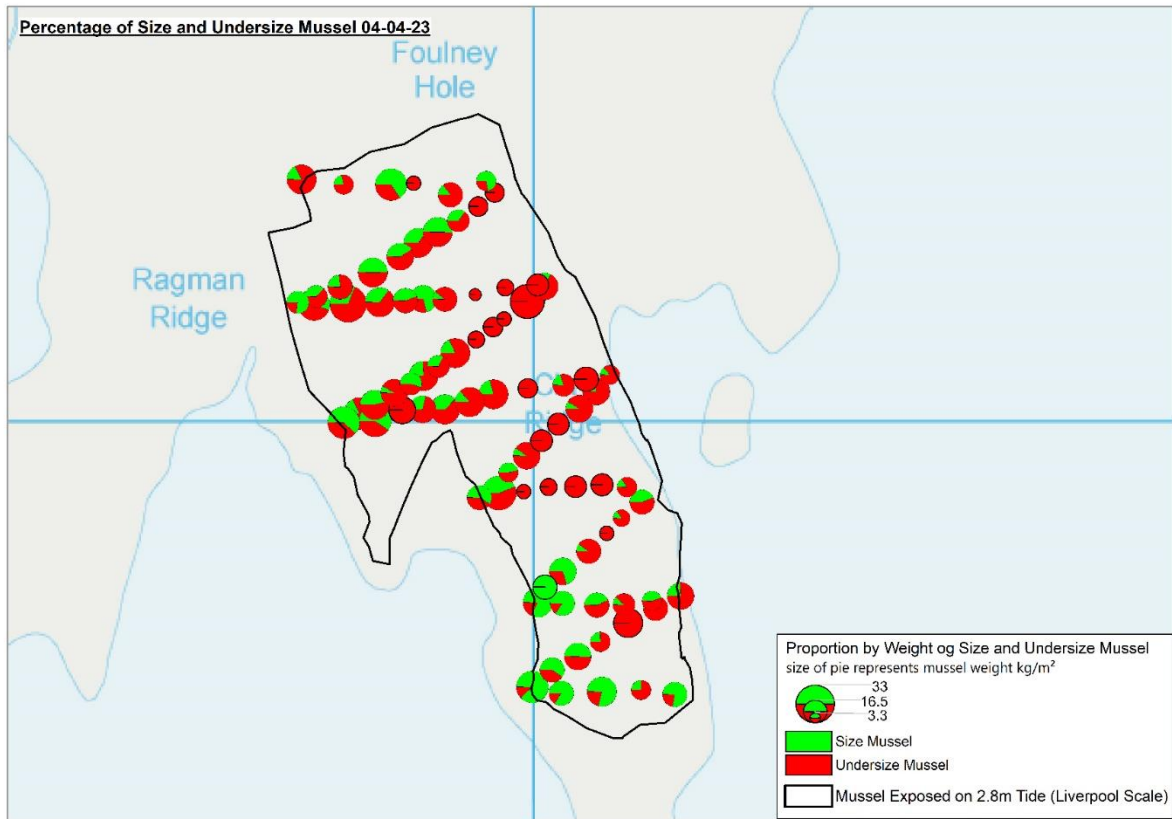 Percentage of Size and Undersize Mussel 04-04-23
Foulney
Hole
Ragman
Ridge
Proportion by Weight og Size and Undersize Mussel
size of pie represents mussel weight kg/m²
33
16.5
3.3
Size Mussel
Undersize Mussel
Mussel Exposed on 2.8m Tide (Liverpool Scale)